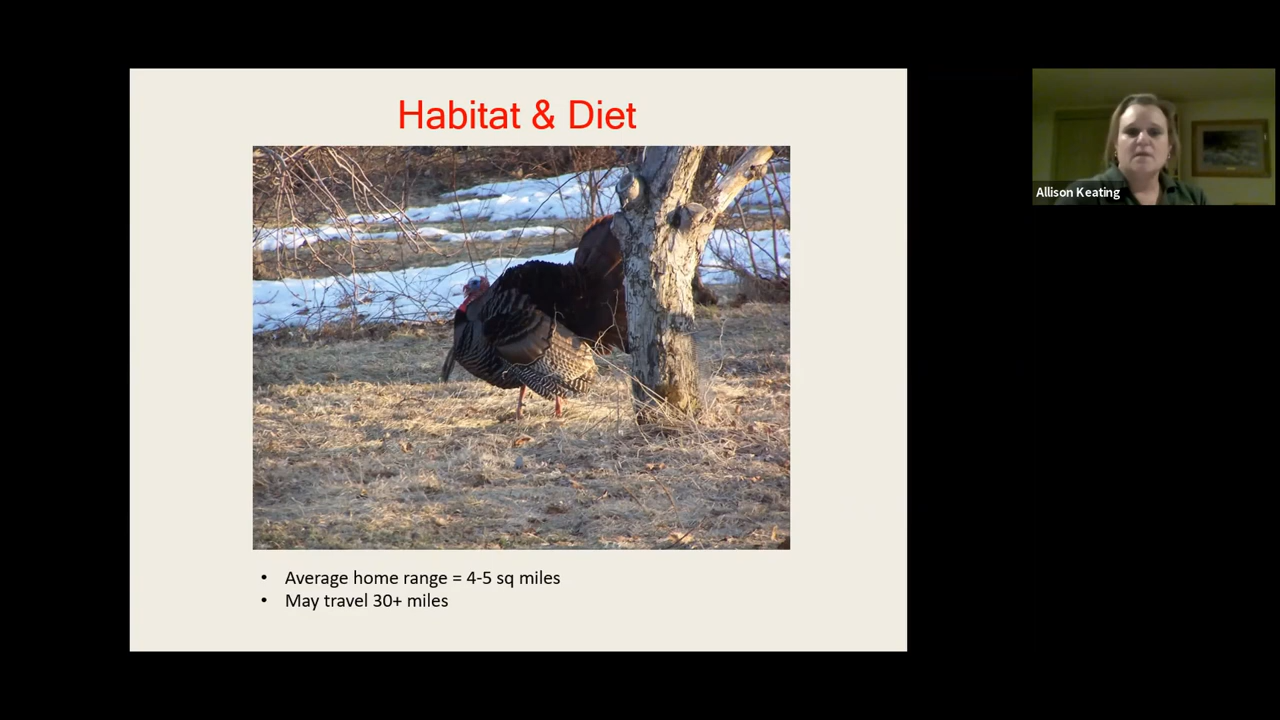 Habitat & Diet
Allison Keating
• Average home range = 4-5 sq miles
• May travel 30+ miles